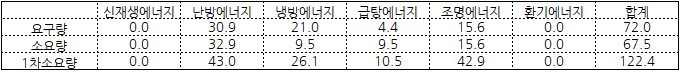 신재생에너지 난방에너지 냉방에너지 급탕에너지 조명에너지 환기에너지 합계
요구량 0.0 30.9 21.0 4.4 15.6 0.0 72.0
소요량 0.0 32.9 9.5 9.5 15.6 0.0 67.5
1차소요량 0.0 43.0 26.1 10.5 42.9 0.0 122.4